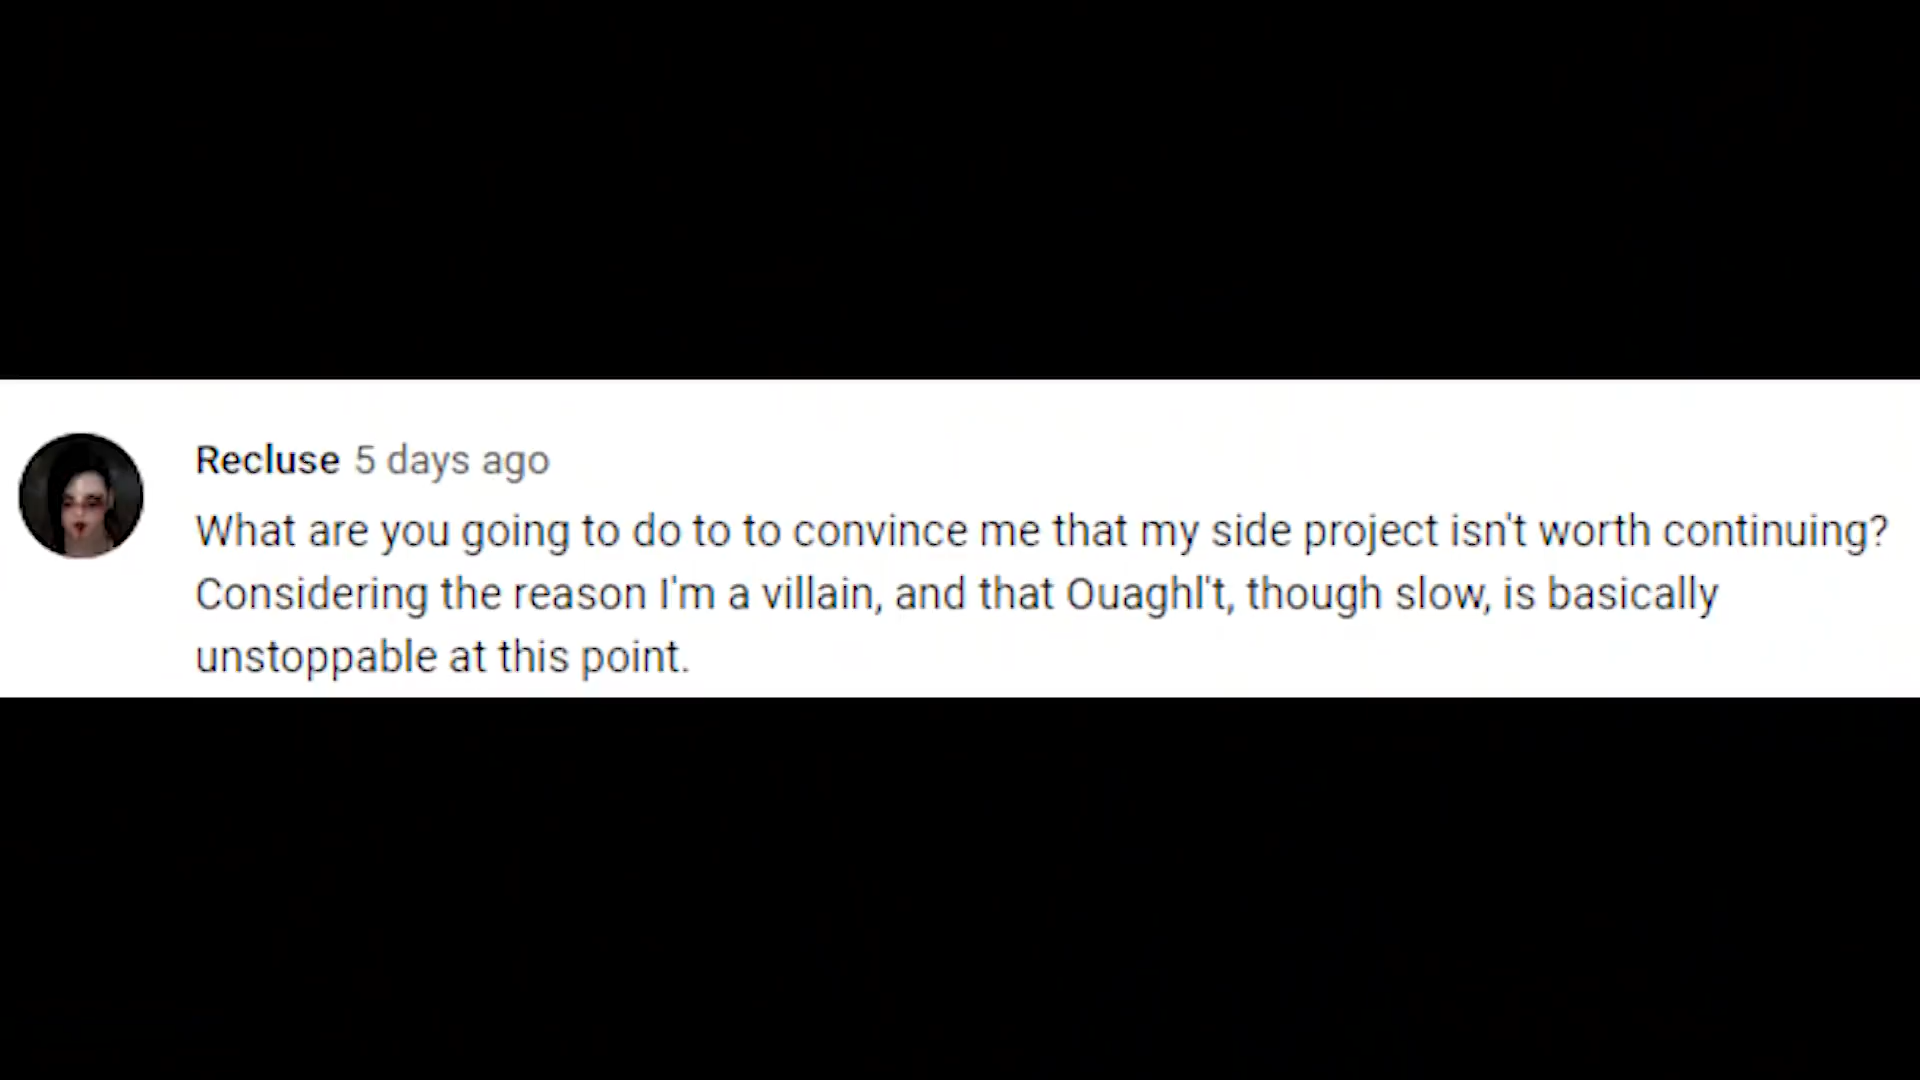 Recluse 5 days ago
What are you going to do to to convince me that my side project isn't worth continuing?
Considering the reason I'm a villain, and that Ouaghl't, though slow, is basically
unstoppable at this point.